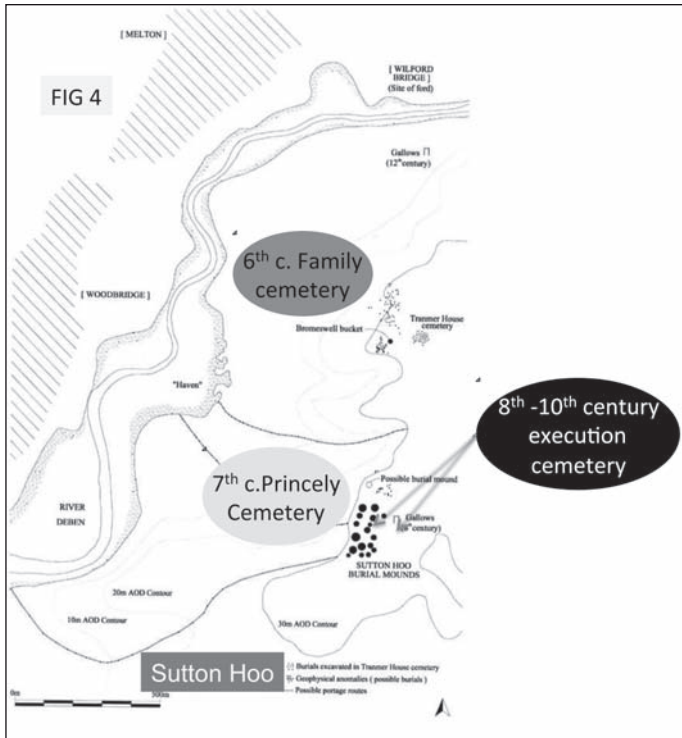 [ MELTON ]
FIG 4
[ WILFORD
BRIDGE ]
(Site of ford)
Gallows
(12th century)
6th c. Family
cemetery
[ WOODBRIDGE ]
Bromeswell bucket
Tranmer House
cemetery
"Haven"
8th -10th century
execution
cemetery
7th c.Princely
Cemetery
Possible burial mound
RIVER
DEBEN
Gallows
century)
SUTTON HOO
BURIAL MOUNDS
20m AOD Contour
10m AOD Contour
30m AOD Contour
Sutton Hoo
Burials excavated in Tranmer House cemetery
Geophysical anomalies ( possible burials )
Possible portage routes
0m
500m